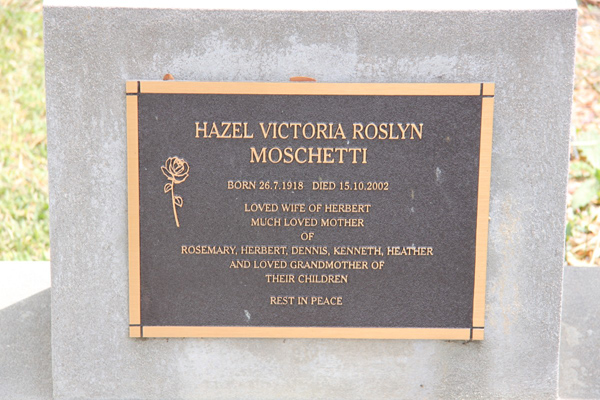 HAZEL VICTORIA ROSLYN
MOSCHETTI
BORN 26.7.1918 DIED 15.10.2002
LOVED WIFE OF HERBERT
MUCH LOVED MOTHER
OF
ROSEMARY, HERBERT, DENNIS, KENNETH, HEATHER
AND LOVED GRANDMOTHER OF
THEIR CHILDREN
REST IN PEACE